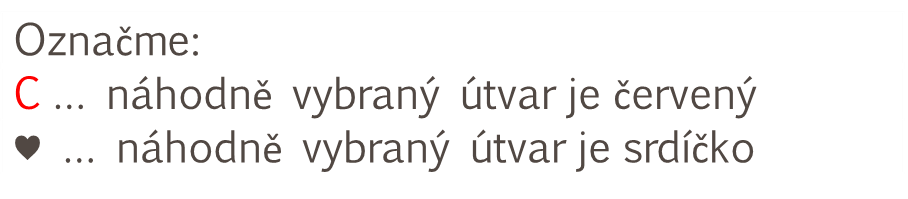 Označme:
C ... náhodně vybraný útvar je červený
♥ ... náhodně vybraný útvar je srdíčko